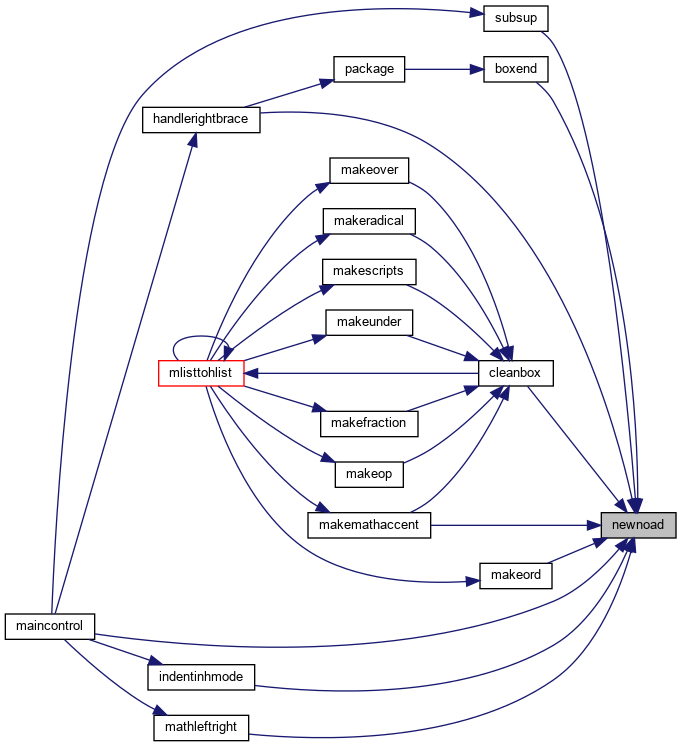 subsup
package
boxend
handlerightbrace
makeover
makeradical
makescripts
makeunder
mlisttohlist
cleanbox
makefraction
makeop
makemathaccent
newnoad
makeord
maincontrol
indentinhmode
mathleftright